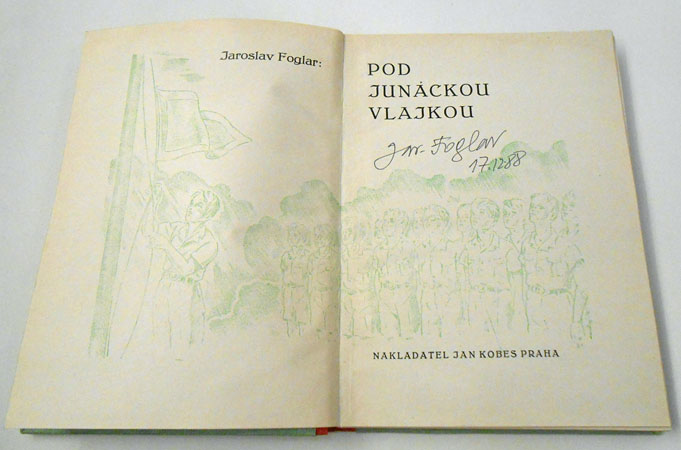 Jaroslav Foglar:
POD
JUNÁCKOU
VLAJKOU
Jar. Foglar
17.12 88
NAKLADATEL JAN KOBES PRAHA